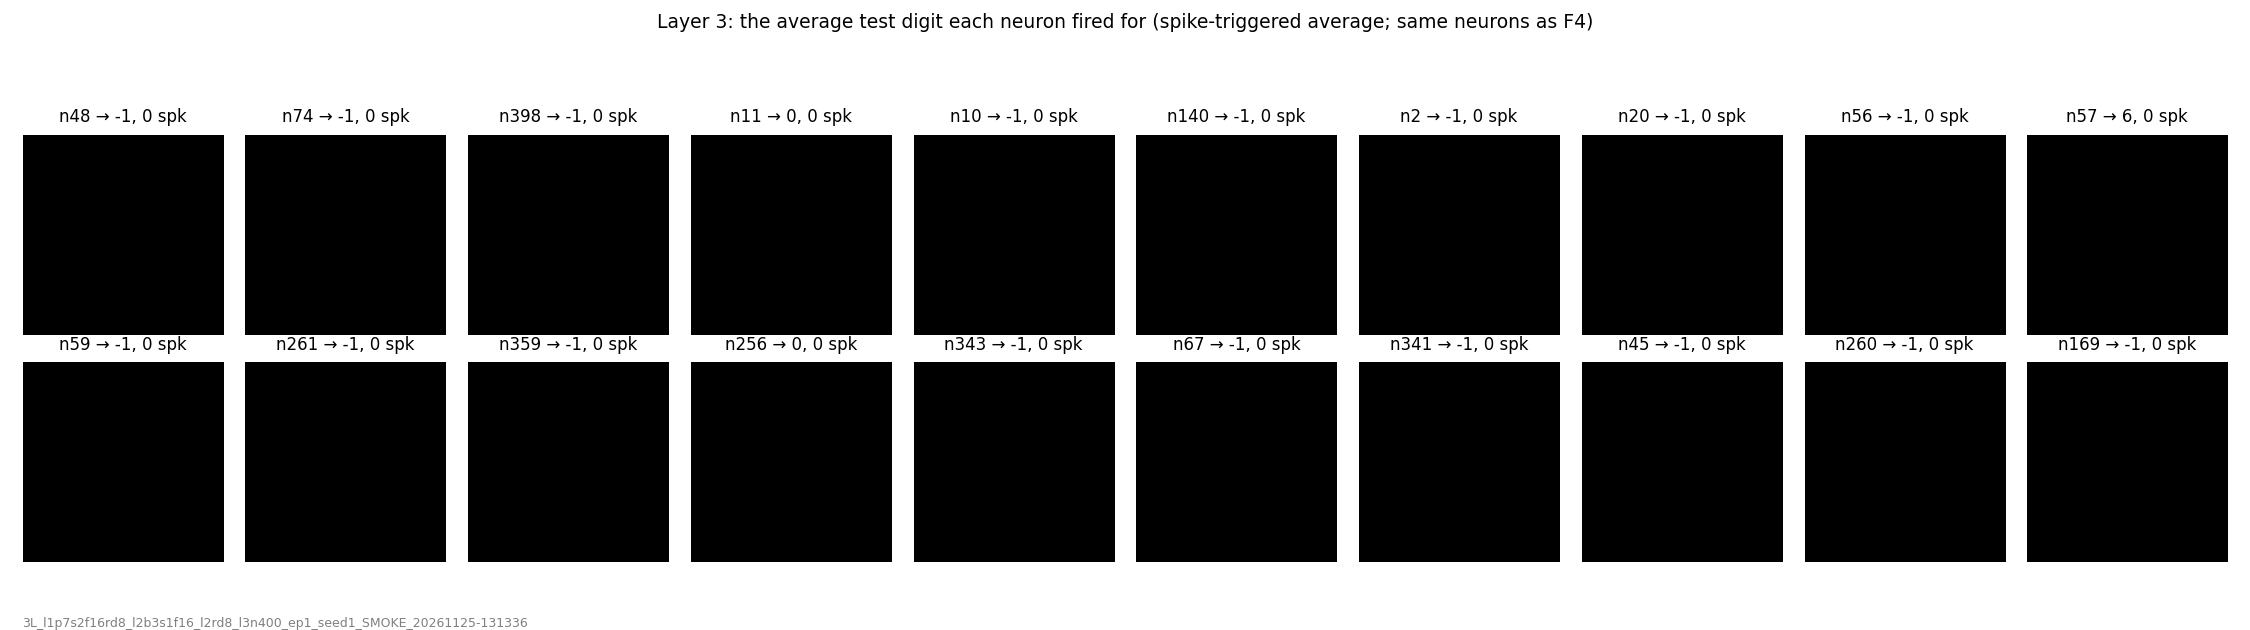 Layer 3: the average test digit each neuron fired for (spike-triggered average; same neurons as F4)
n48 → -1, 0 spk n74 → -1, 0 spk n398 → -1, 0 spk n11 → 0, 0 spk n10 → -1, 0 spk n140 → -1, 0 spk n2 → -1, 0 spk n20 → -1, 0 spk n56 → -1, 0 spk n57 → 6, 0 spk
n59 → -1, 0 spk n261 → -1, 0 spk n359 → -1, 0 spk n256 → 0, 0 spk n343 → -1, 0 spk n67 → -1, 0 spk n341 → -1, 0 spk n45 → -1, 0 spk n260 → -1, 0 spk n169 → -1, 0 spk
3L_l1p7s2f16rd8_l2b3s1f16_l2rd8_l3n400_ep1_seed1_SMOKE_20261125-131336